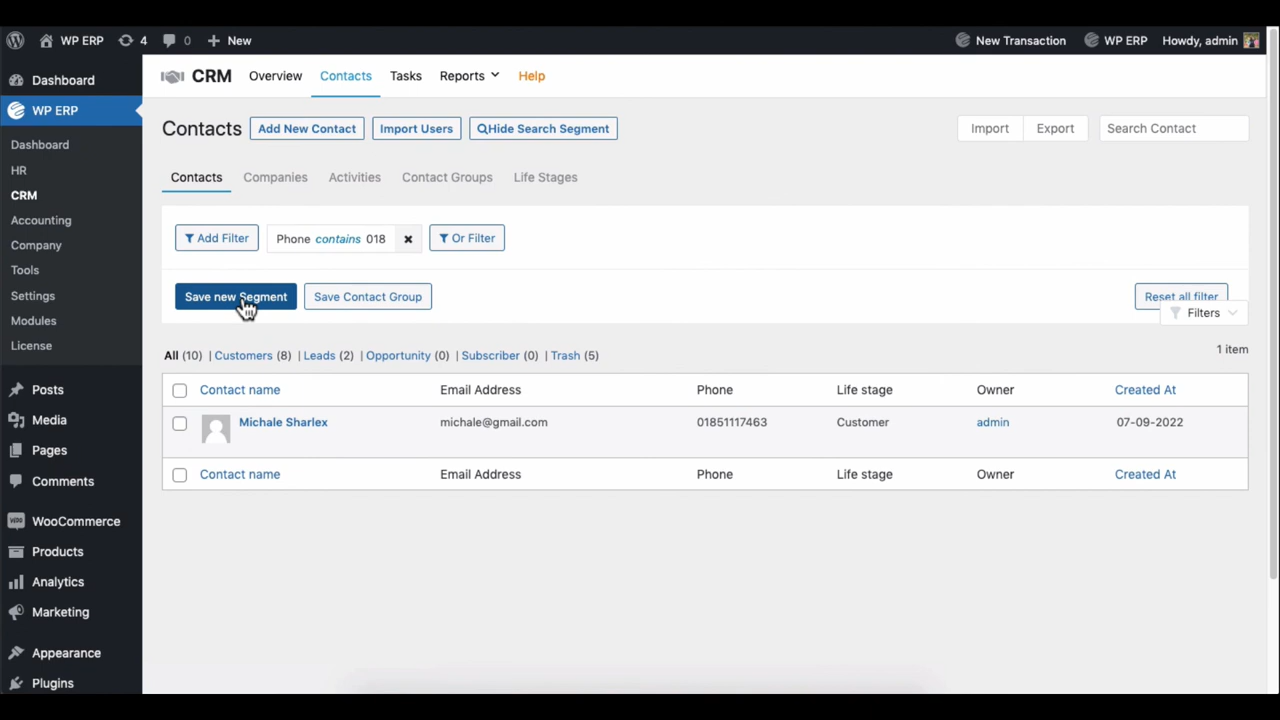 WP ERP 4 0 New New Transaction WP ERP Howdy, admin
Dashboard
WP ERP
Dashboard
HR
CRM
Accounting
Company
Tools
Settings
Modules
License
Posts
Media
Pages
Comments
WooCommerce
Products
Analytics
Marketing
Appearance
Plugins
CRM Overview Contacts Tasks Reports Help
Contacts Add New Contact Import Users Hide Search Segment Import Export Search Contact
Contacts Companies Activities Contact Groups Life Stages
Add Filter Phone contains 018 Or Filter
Save new Segment Save Contact Group Reset all filter
Filters
1 item
All (10) | Customers (8) | Leads (2) | Opportunity (0) | Subscriber (0) | Trash (5)
Contact name Email Address Phone Life stage Owner Created At
Michale Sharlex michale@gmail.com 01851117463 Customer admin 07-09-2022
Contact name Email Address Phone Life stage Owner Created At